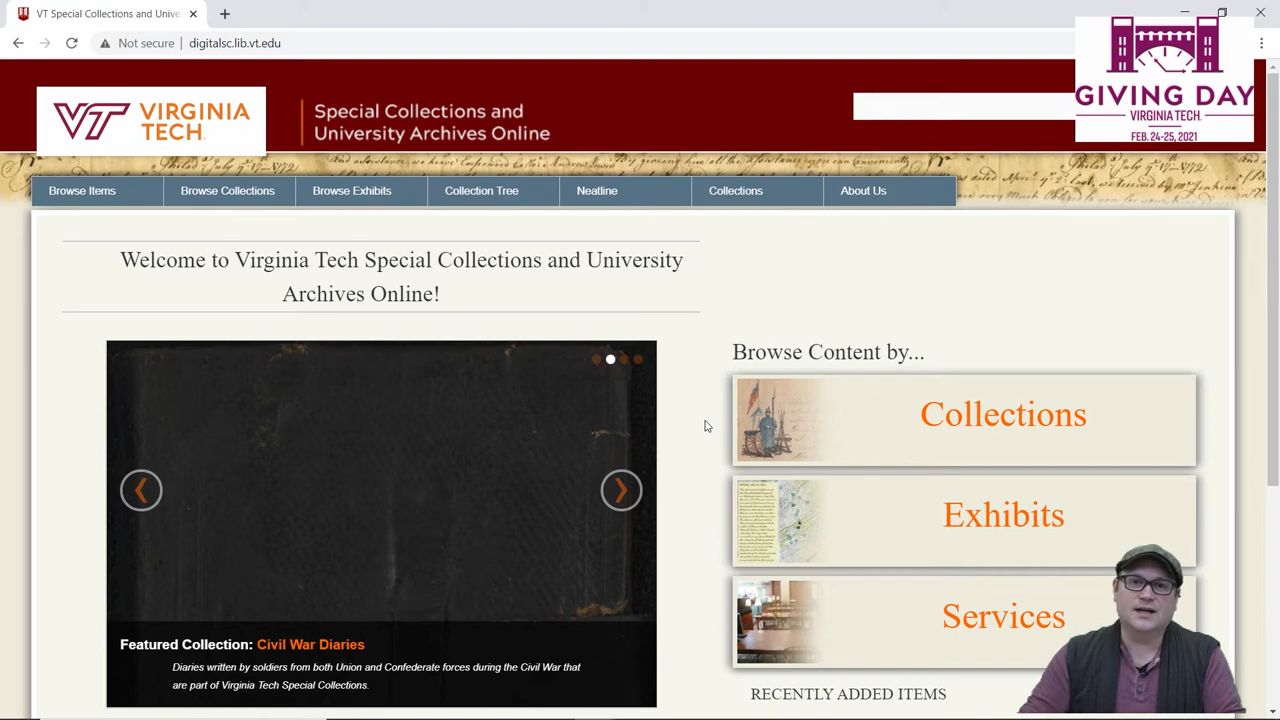 VT Special Collections and Unive
Not secure
digitalsc.lib.vt.edu
GIVING DAY
VIRGINIA TECH
FEB. 24-25, 2021
VT VIRGINIA
TECH
Special Collections and
University Archives Online
Browse Items
Browse Collections
Browse Exhibits
Collection Tree
Neatline
Collections
About Us
Welcome to Virginia Tech Special Collections and University
Archives Online!
Browse Content by...
Collections
Exhibits
Services
Featured Collection: Civil War Diaries
Diaries written by soldiers from both Union and Confederate forces during the Civil War that
are part of Virginia Tech Special Collections.
RECENTLY ADDED ITEMS